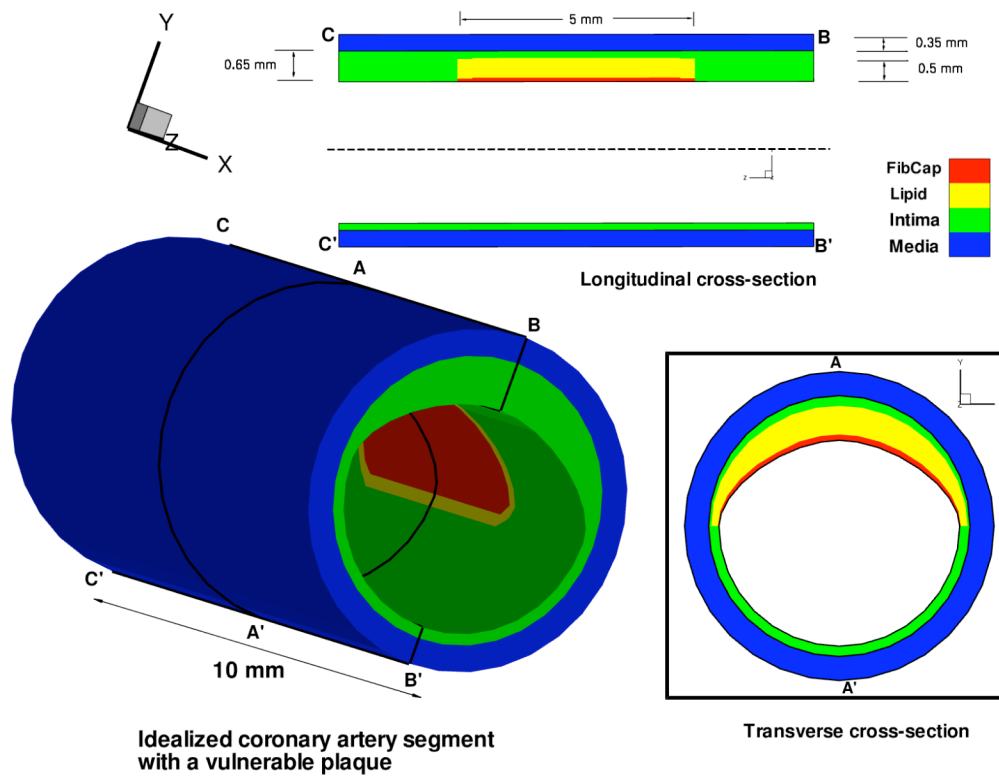 Y
Z
X
C
5 mm
B
0.65 mm
0.35 mm
0.5 mm
z
FibCap
Lipid
Intima
Media
C'
B'
Longitudinal cross-section
C
A
B
C'
A'
B'
10 mm
Idealized coronary artery segment
with a vulnerable plaque
A
Y
A'
Transverse cross-section